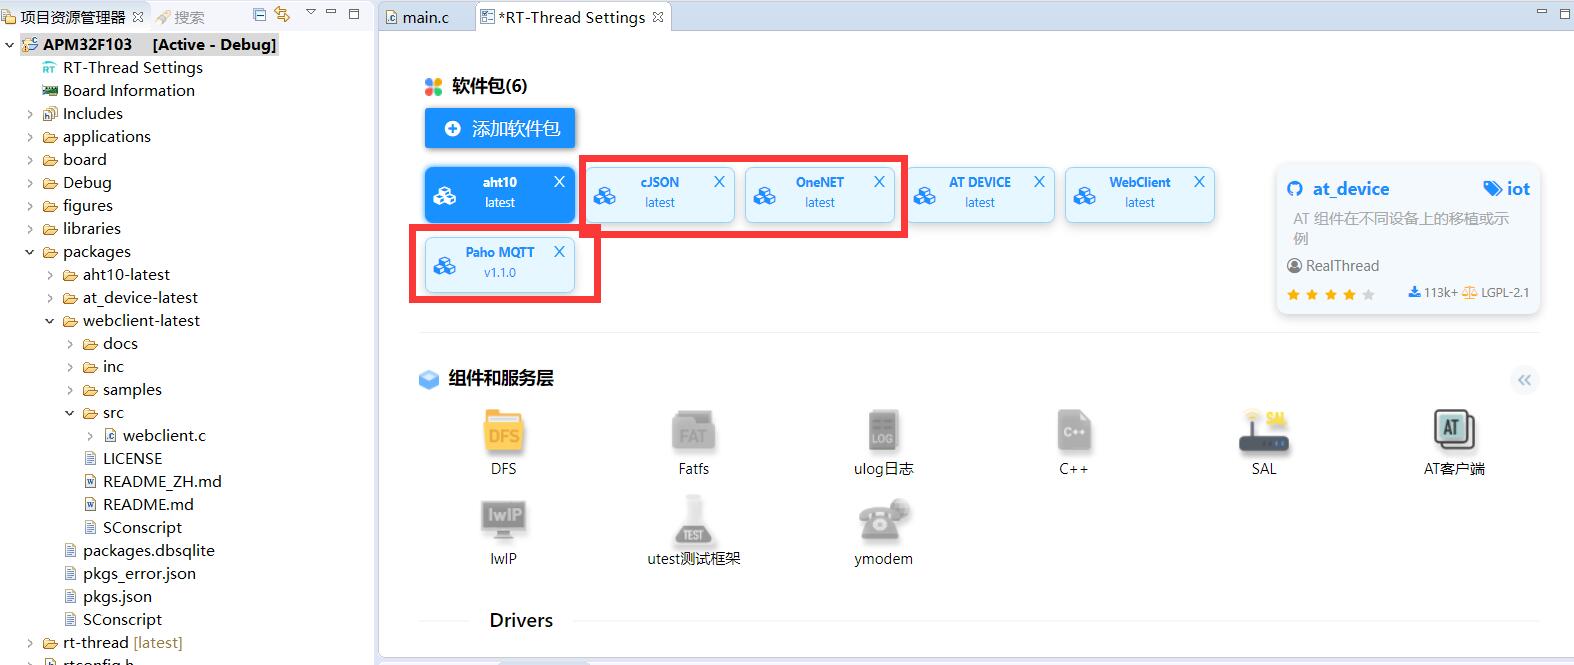 项目资源管理器
搜索
APM32F103 [Active - Debug]
RT-Thread Settings
Board Information
Includes
applications
board
Debug
figures
libraries
packages
aht10-latest
at_device-latest
webclient-latest
docs
inc
samples
src
webclient.c
LICENSE
README_ZH.md
README.md
SConscript
packages.dbsqlite
pkgs_error.json
pkgs.json
SConscript
rt-thread [latest]
rtconfig.h
main.c
*RT-Thread Settings
软件包(6)
添加软件包
aht10
latest
cJSON
latest
OneNET
latest
AT DEVICE
latest
WebClient
latest
Paho MQTT
v1.1.0
at_device
iot
AT 组件在不同设备上的移植或示
例
RealThread
113k+
LGPL-2.1
组件和服务层
DFS
DFS
FAT
Fatfs
LOG
ulog日志
C++
C++
SAL
SAL
AT
AT客户端
lwIP
lwIP
TEST
utest测试框架
ymodem
Drivers